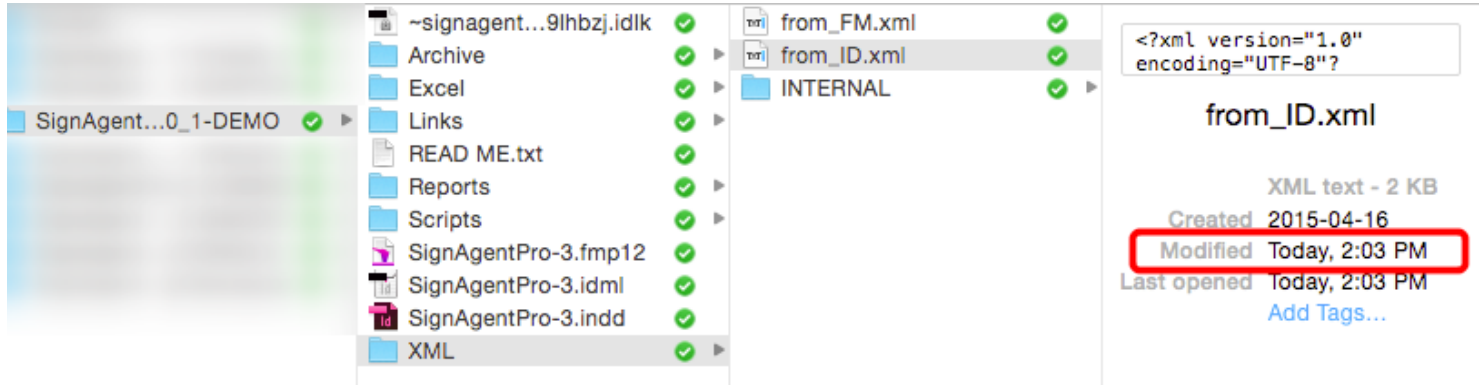 SignAgent...0_1-DEMO
~signagent...9lhbzj.idlk
Archive
Excel
Links
READ ME.txt
Reports
Scripts
SignAgentPro-3.fmp12
SignAgentPro-3.idml
SignAgentPro-3.indd
XML
from_FM.xml
from_ID.xml
INTERNAL
<?xml version="1.0"
encoding="UTF-8"?
from_ID.xml
XML text - 2 KB
Created 2015-04-16
Modified Today, 2:03 PM
Last opened Today, 2:03 PM
Add Tags...